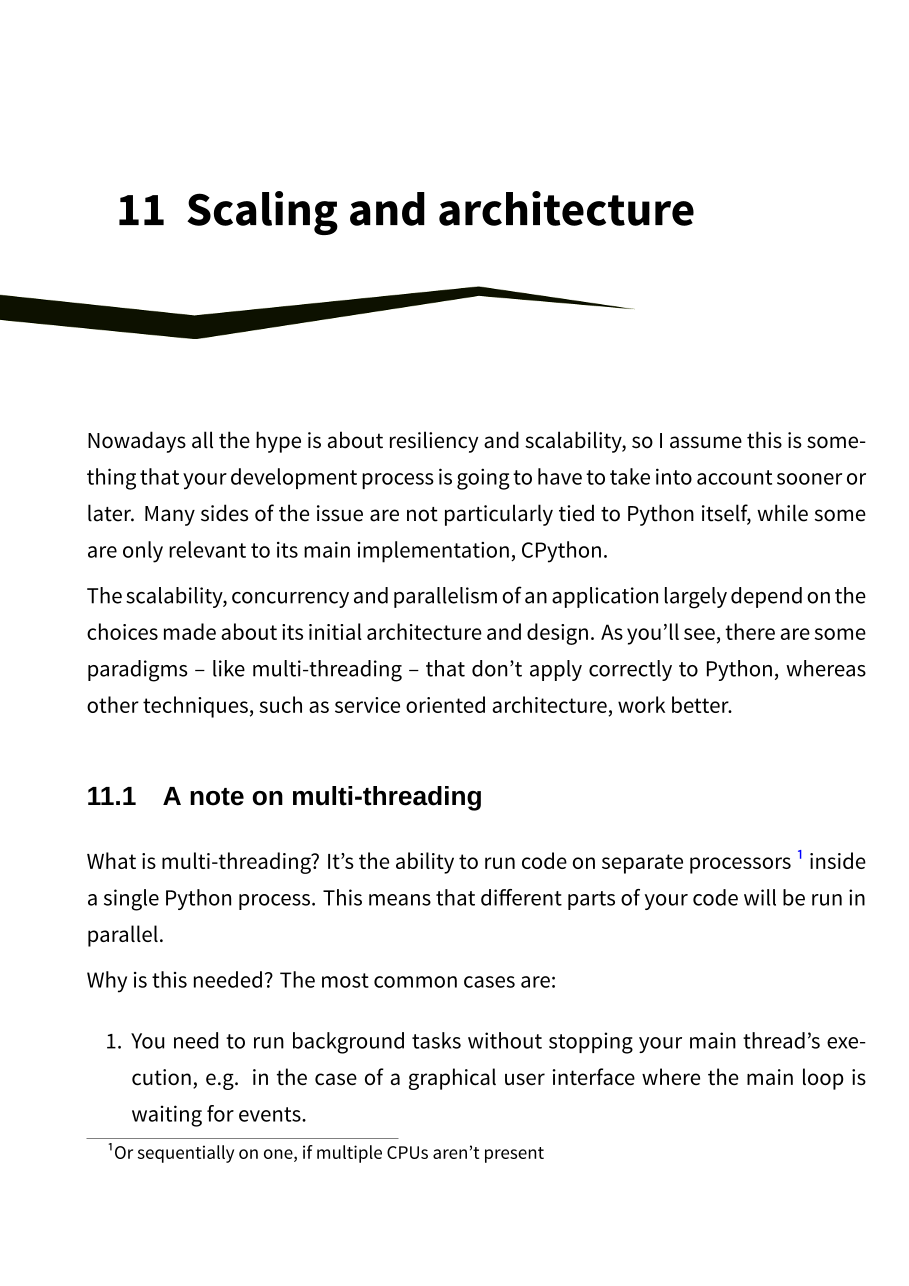 11 Scaling and architecture
Nowadays all the hype is about resiliency and scalability, so I assume this is some-
thing that your development process is going to have to take into account sooner or
later. Many sides of the issue are not particularly tied to Python itself, while some
are only relevant to its main implementation, CPython.
The scalability, concurrency and parallelism of an application largely depend on the
choices made about its initial architecture and design. As you’ll see, there are some
paradigms – like multi-threading – that don’t apply correctly to Python, whereas
other techniques, such as service oriented architecture, work better.
11.1 A note on multi-threading
What is multi-threading? It’s the ability to run code on separate processors ¹ inside
a single Python process. This means that different parts of your code will be run in
parallel.
Why is this needed? The most common cases are:
1. You need to run background tasks without stopping your main thread’s exe-
cution, e.g. in the case of a graphical user interface where the main loop is
waiting for events.
¹Or sequentially on one, if multiple CPUs aren’t present